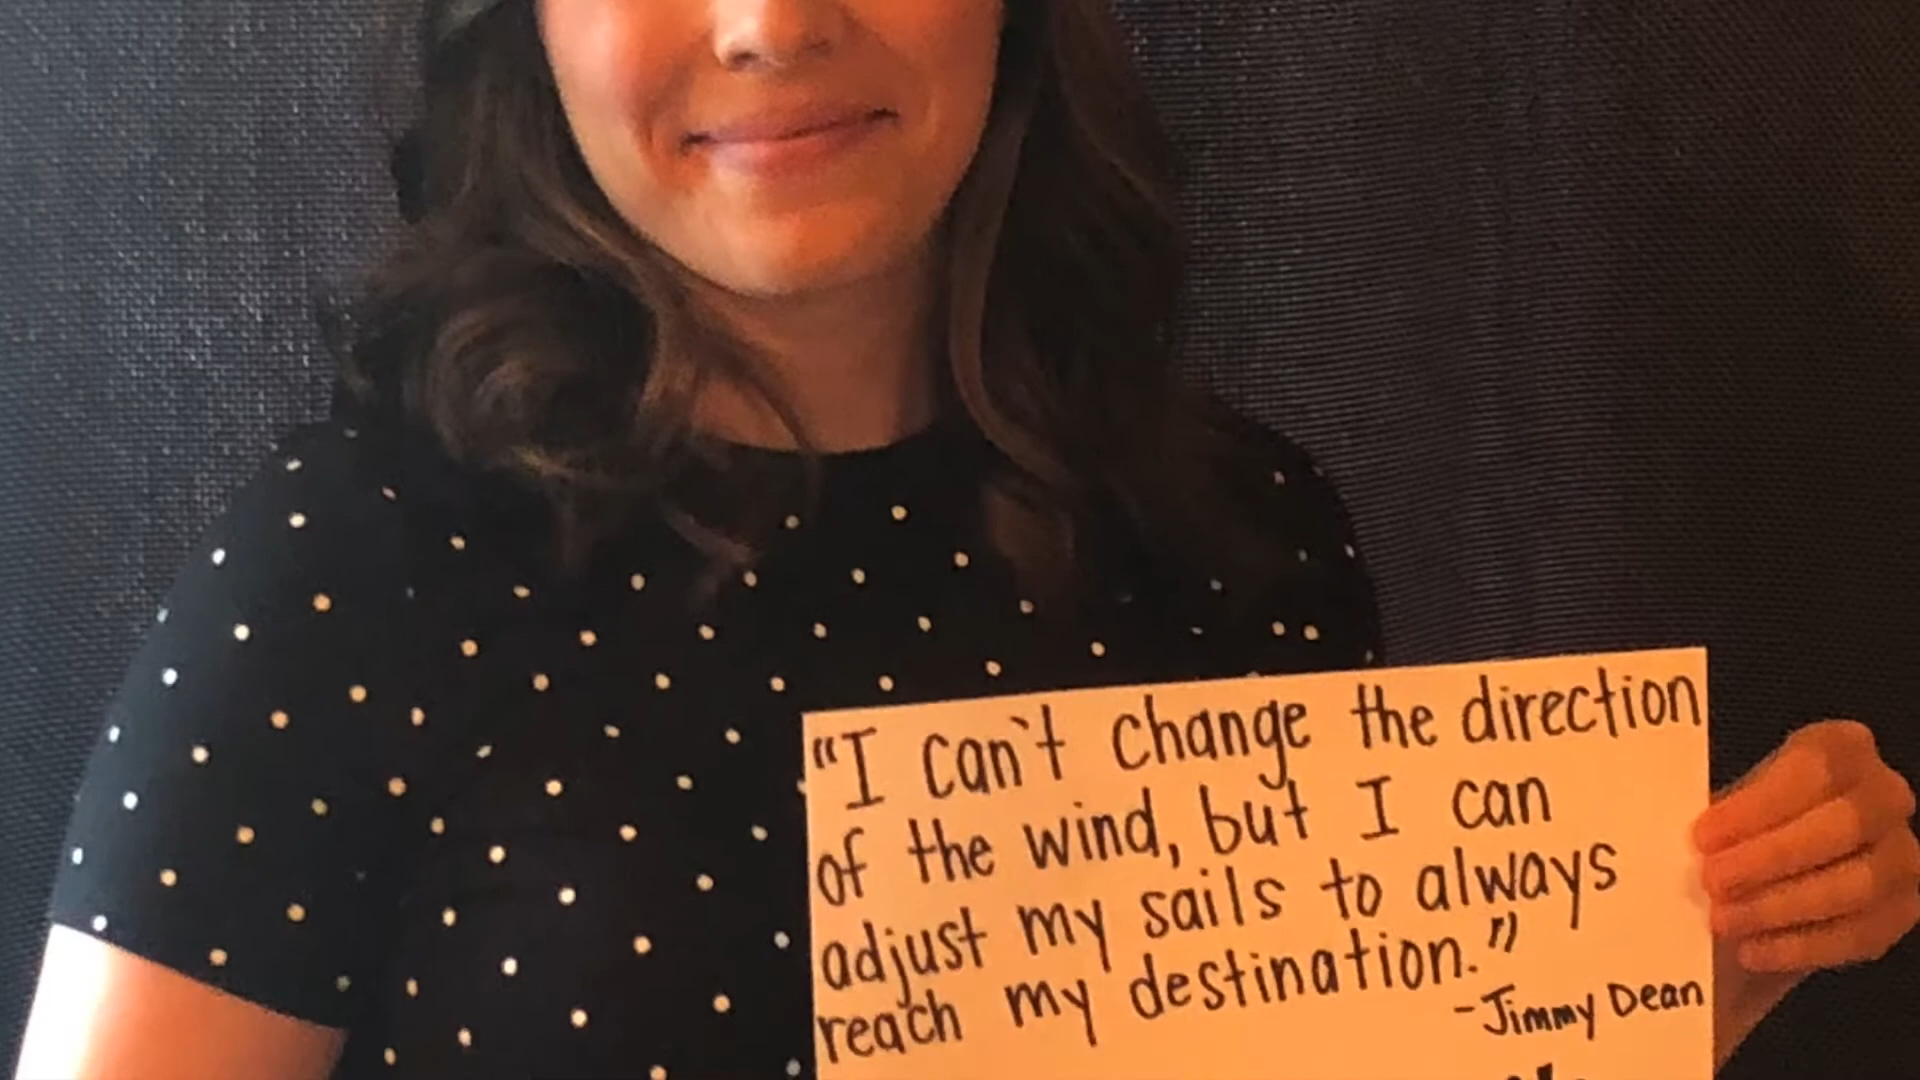 "I can't change the direction
of the wind, but I can
adjust my sails to always
reach my destination."
-Jimmy Dean